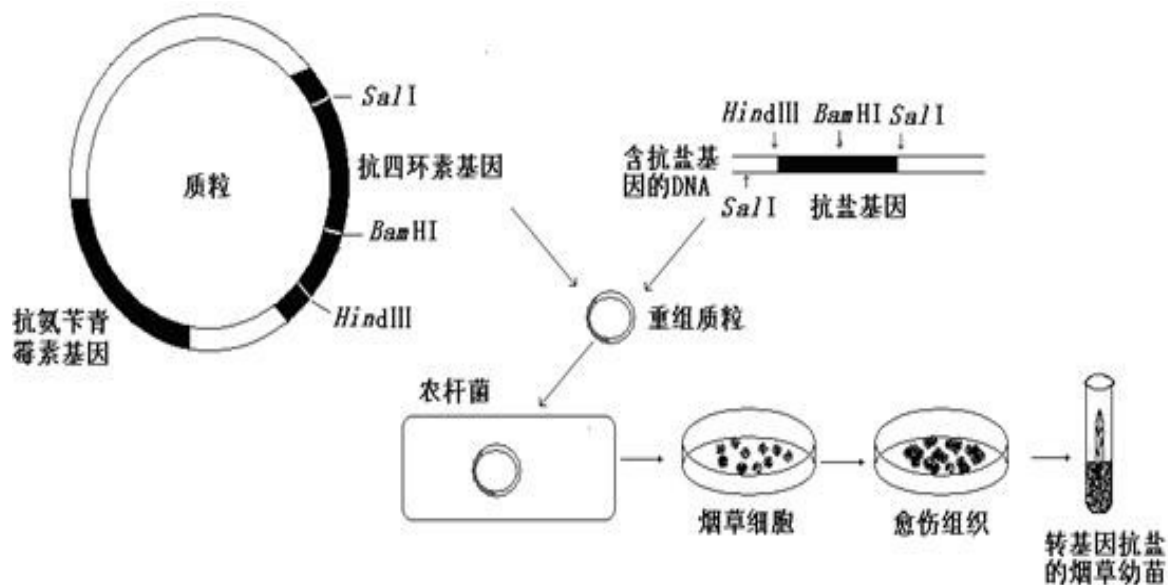 SalI
质粒
抗四环素基因
BamHI
HindIII
抗氨苄青
霉素基因
HindIII BamHI SalI
含抗盐基
因的DNA
SalI
抗盐基因
重组质粒
农杆菌
烟草细胞
愈伤组织
转基因抗盐
的烟草幼苗